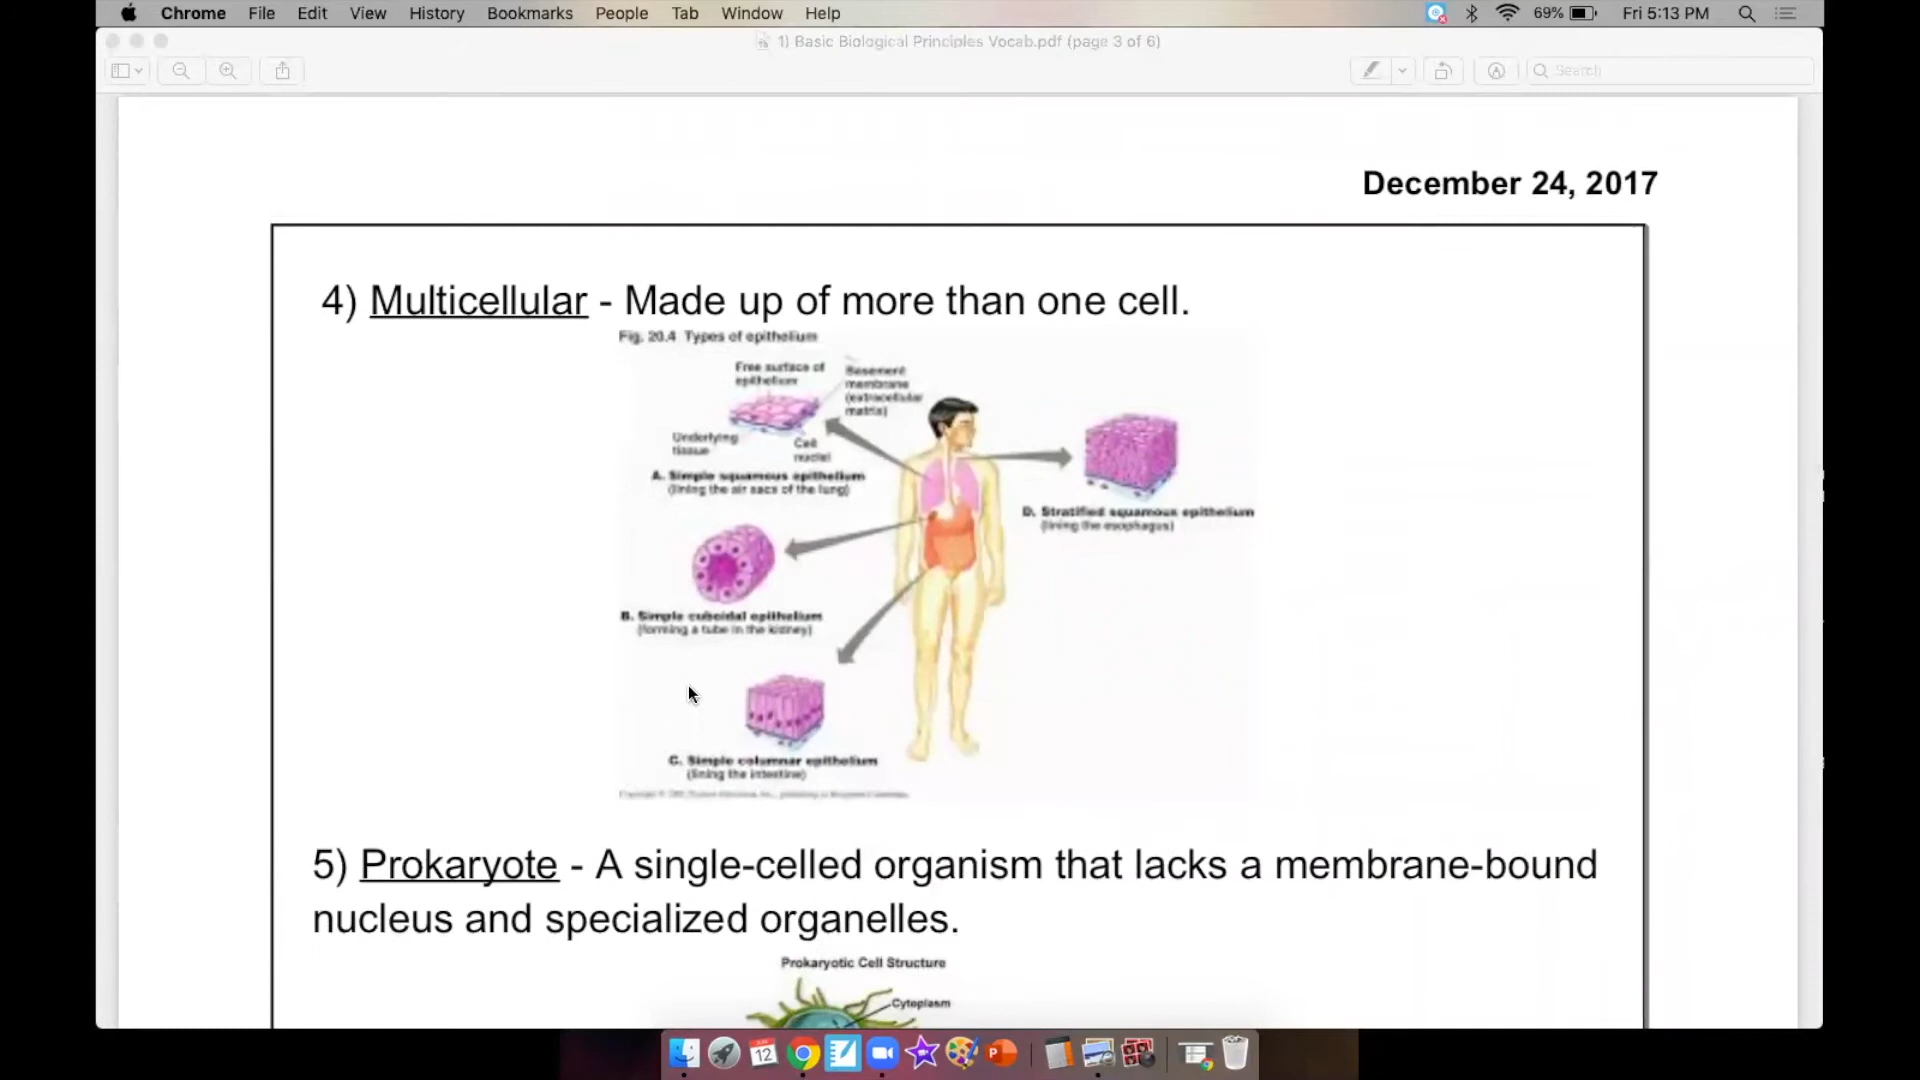 Chrome File Edit View History Bookmarks People Tab Window Help 69% Fri 5:13 PM
1) Basic Biological Principles Vocab.pdf (page 3 of 6)
Search
December 24, 2017
4) Multicellular - Made up of more than one cell.
Fig. 20.4 Types of epithelium
Free surface of
epithelium
Basement
membrane
(extracellular
matrix)
Underlying
tissue
Cell
nuclei
A. Simple squamous epithelium
(lining the air sacs of the lung)
D. Stratified squamous epithelium
(lining the esophagus)
B. Simple cuboidal epithelium
(forming a tube in the kidney)
C. Simple columnar epithelium
(lining the intestine)
5) Prokaryote - A single-celled organism that lacks a membrane-bound
nucleus and specialized organelles.
Prokaryotic Cell Structure
Cytoplasm
12
P